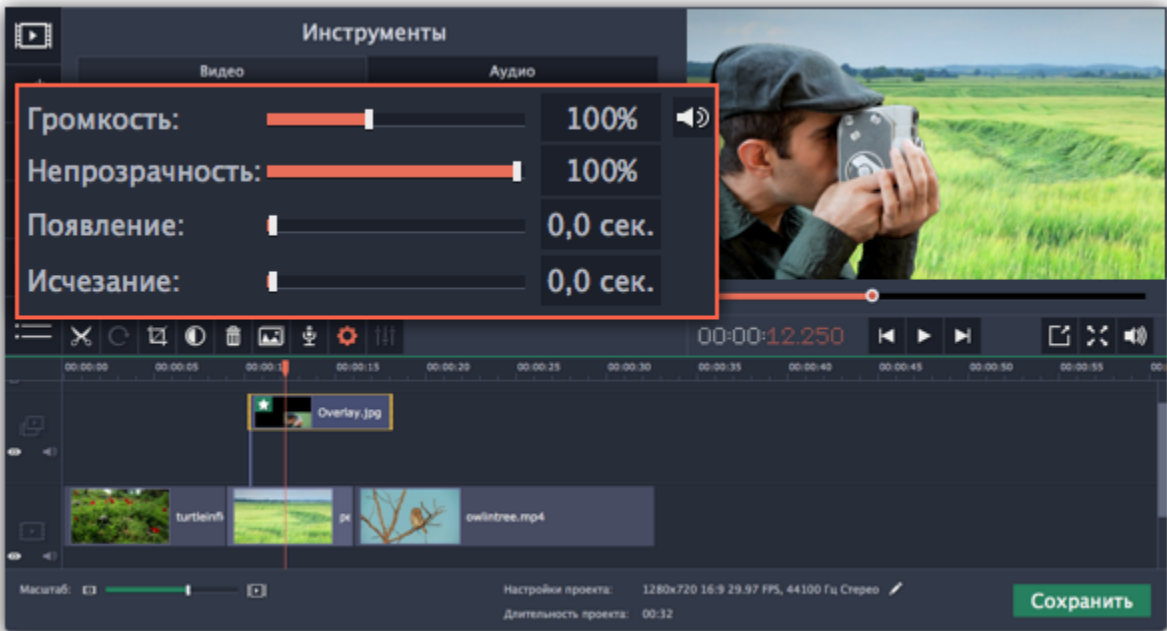 Инструменты
Видео Аудио
Громкость: 100%
Непрозрачность: 100%
Появление: 0,0 сек.
Исчезание: 0,0 сек.
00:00:12.250
00:00:00 00:00:05 00:00:1 00:00:15 00:00:20 00:00:25 00:00:30 00:00:35 00:00:40 00:00:45 00:00:50 00:00:55 00:
Overlay.jpg
turtleinfi ре owlintree.mp4
Масштаб: Настройки проекта: 1280x720 16:9 29.97 FPS, 44100 Гц Стерео
Длительность проекта: 00:32
Сохранить